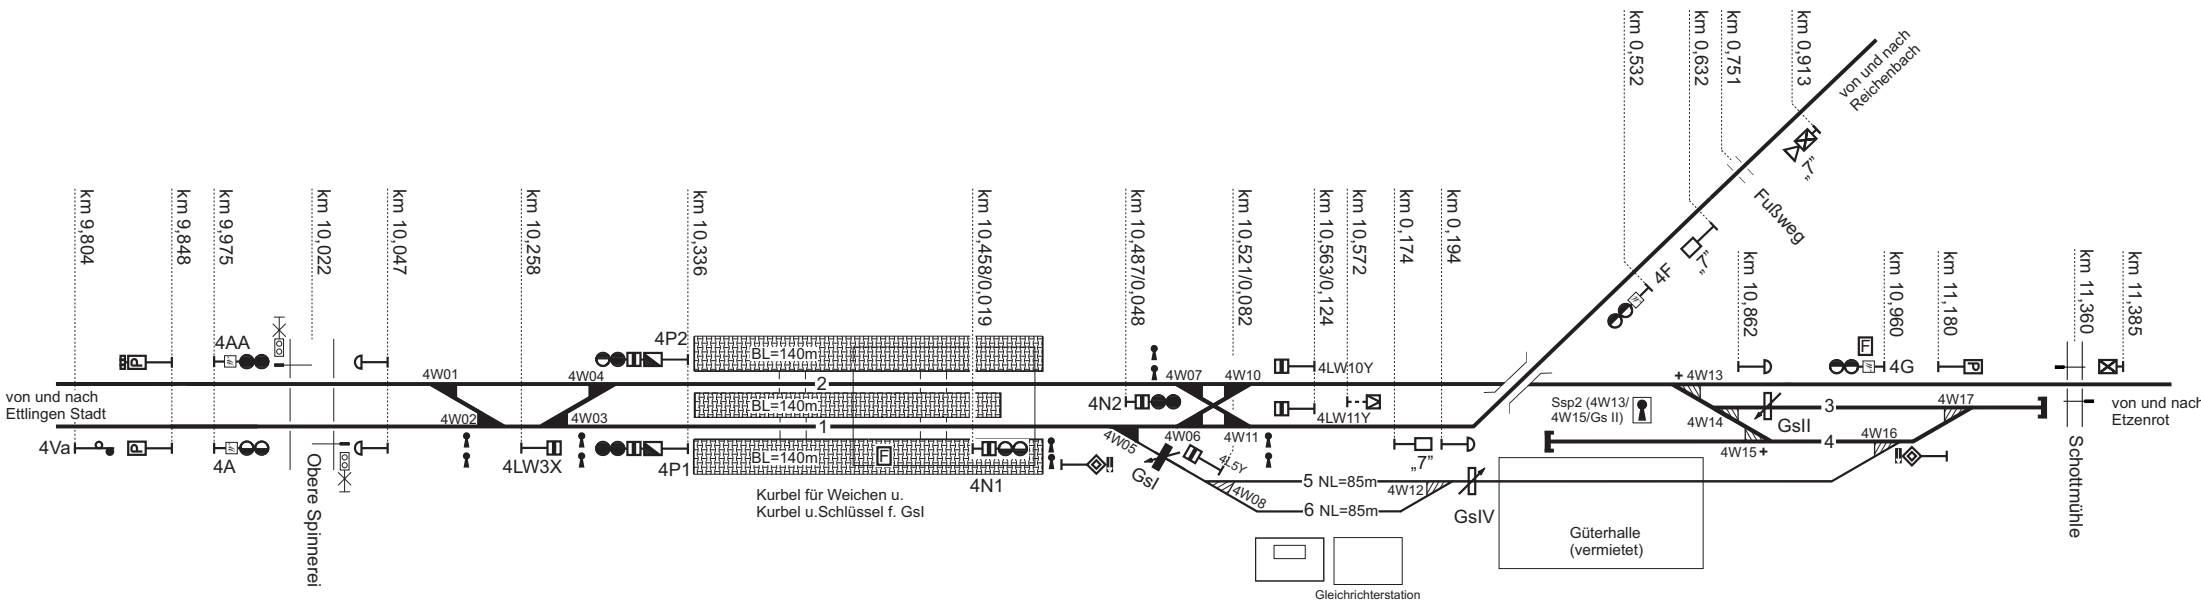 km 0,532
km 0,632
km 0,751
km 0,913
von und nach
Reichenbach
„7"
Fußweg
„7"
4F
km 9,804
km 9,848
km 9,975
km 10,022
km 10,047
km 10,258
km 10,336
km 10,458/0,019
km 10,487/0,048
km 10,521/0,082
km 10,563/0,124
km 10,572
km 0,174
km 0,194
km 10,862
km 10,960
km 11,180
km 11,360
km 11,385
4AA
P
4P2
BL=140m
F
4G
P
4LW10Y
4W01
4W04
2
4W07
4W10
+ 4W13
von und nach
Ettlingen Stadt
BL=140m
4N2
Ssp2 (4W13/
4W15/Gs II)
3
4W17
von und nach
Etzenrot
4W02
4W03
1
4LW11Y
4W14
GsII
4Va
P
4A
4LW3X
4P1
BL=140m
F
4N1
4W05
4W06
4W11
4L5Y
„7"
4W15 +
4
4W16
Obere Spinnerei
Schottmühle
GsI
4W08
5 NL=85m
4W12
6 NL=85m
GsIV
Kurbel für Weichen u.
Kurbel u.Schlüssel f. GsI
Güterhalle
(vermietet)
Gleichrichterstation